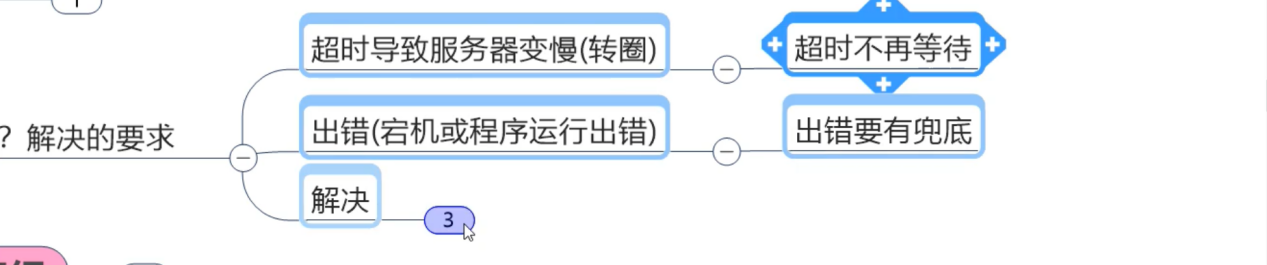 超时导致服务器变慢(转圈)
超时不再等待
？解决的要求
出错(宕机或程序运行出错)
出错要有兜底
解决
3